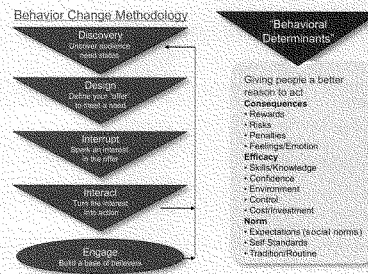 Behavior Change Methodology
Discovery
Uncover audience
need states
Design
Define your "offer"
to meet a need
Interrupt
Spark an interest
in the offer
Interact
Turn the interest
into action
Engage
Build a base of believers
"Behavioral
Determinants"
Giving people a better
reason to act
Consequences
• Rewards
• Risks
• Penalties
• Feelings/Emotion
Efficacy
• Skills/Knowledge
• Confidence
• Environment
• Control
• Cost/Investment
Norm
• Expectations (social norms)
• Self Standards
• Tradition/Routine